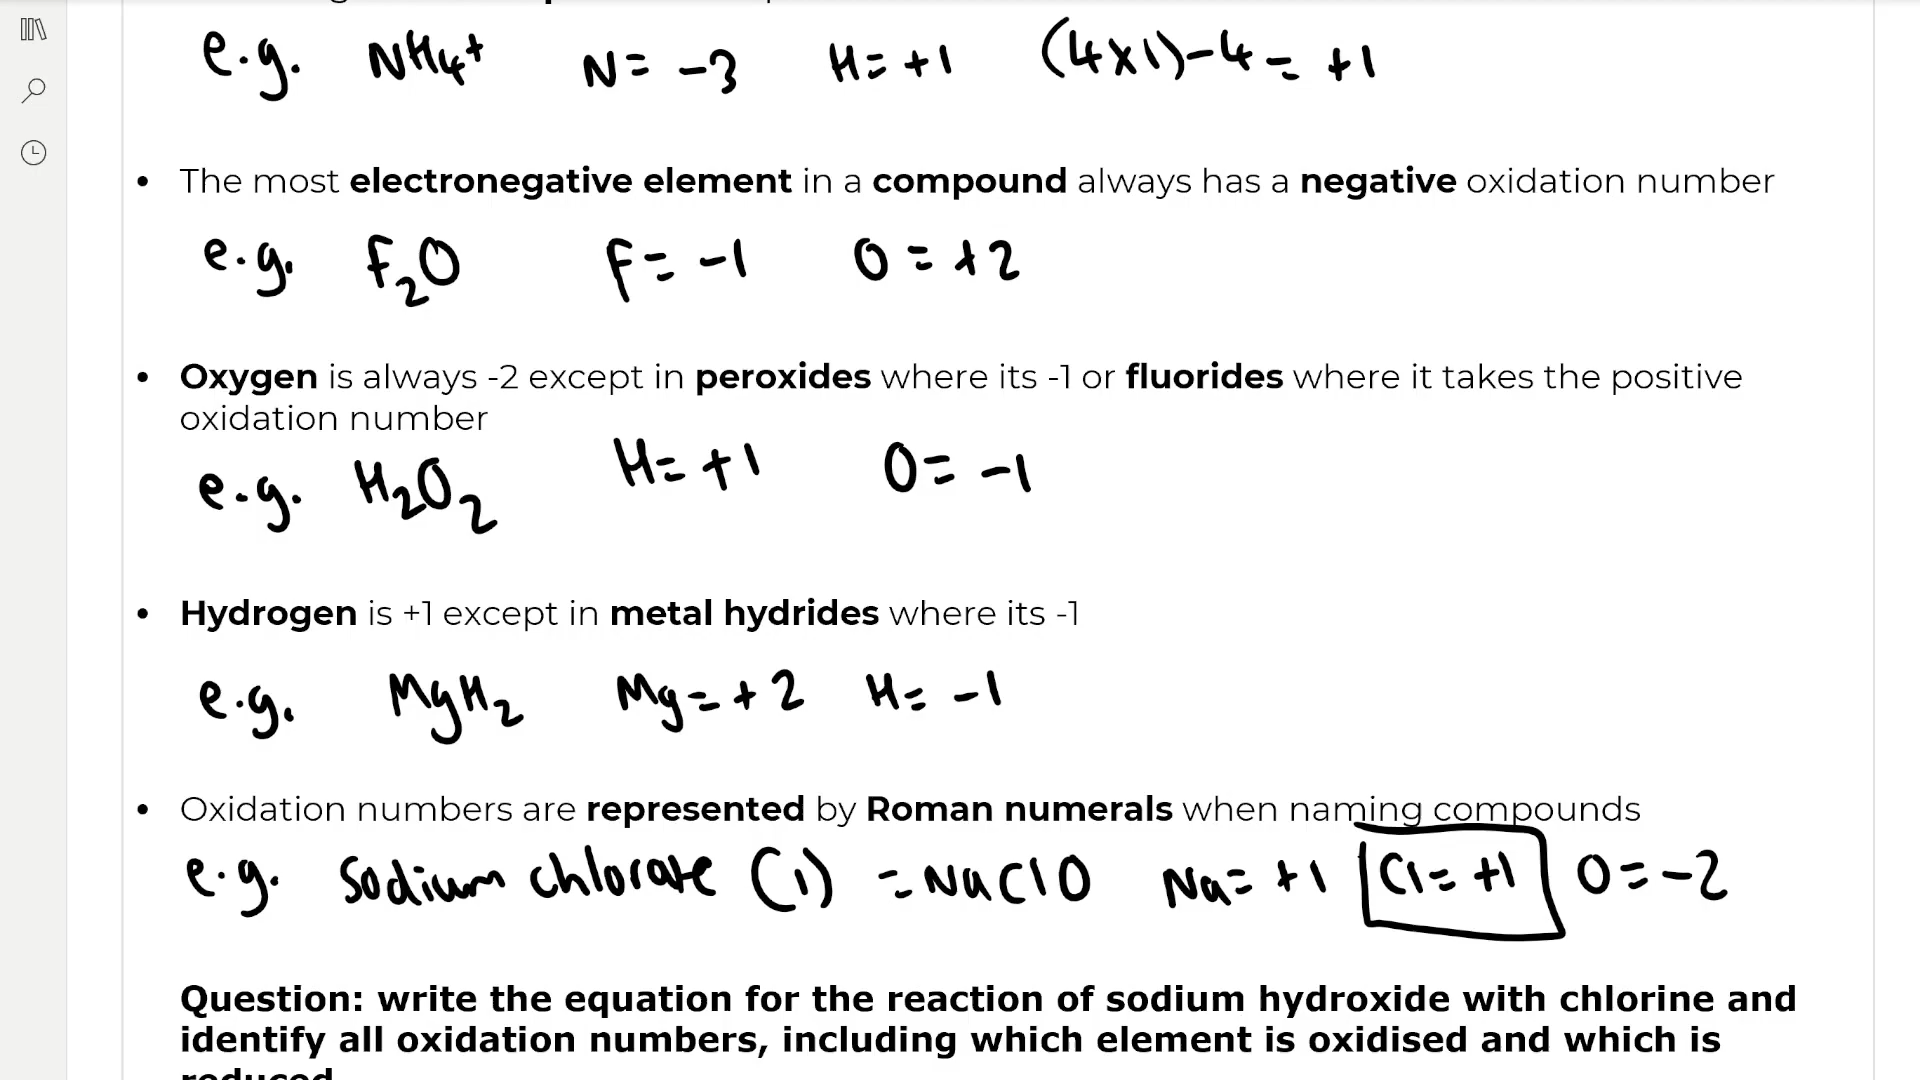 e.g. NH4+ N= -3 H= +1 (4x1)-4 = +1
• The most electronegative element in a compound always has a negative oxidation number
e.g. F2O F= -1 O = +2
• Oxygen is always -2 except in peroxides where its -1 or fluorides where it takes the positive
oxidation number
e.g. H2O2 H= +1 O= -1
• Hydrogen is +1 except in metal hydrides where its -1
e.g. MgH2 Mg= +2 H= -1
• Oxidation numbers are represented by Roman numerals when naming compounds
e.g. Sodium chlorate (1) = NaClO Na= +1 Cl= +1 O= -2
Question: write the equation for the reaction of sodium hydroxide with chlorine and
identify all oxidation numbers, including which element is oxidised and which is
reduced